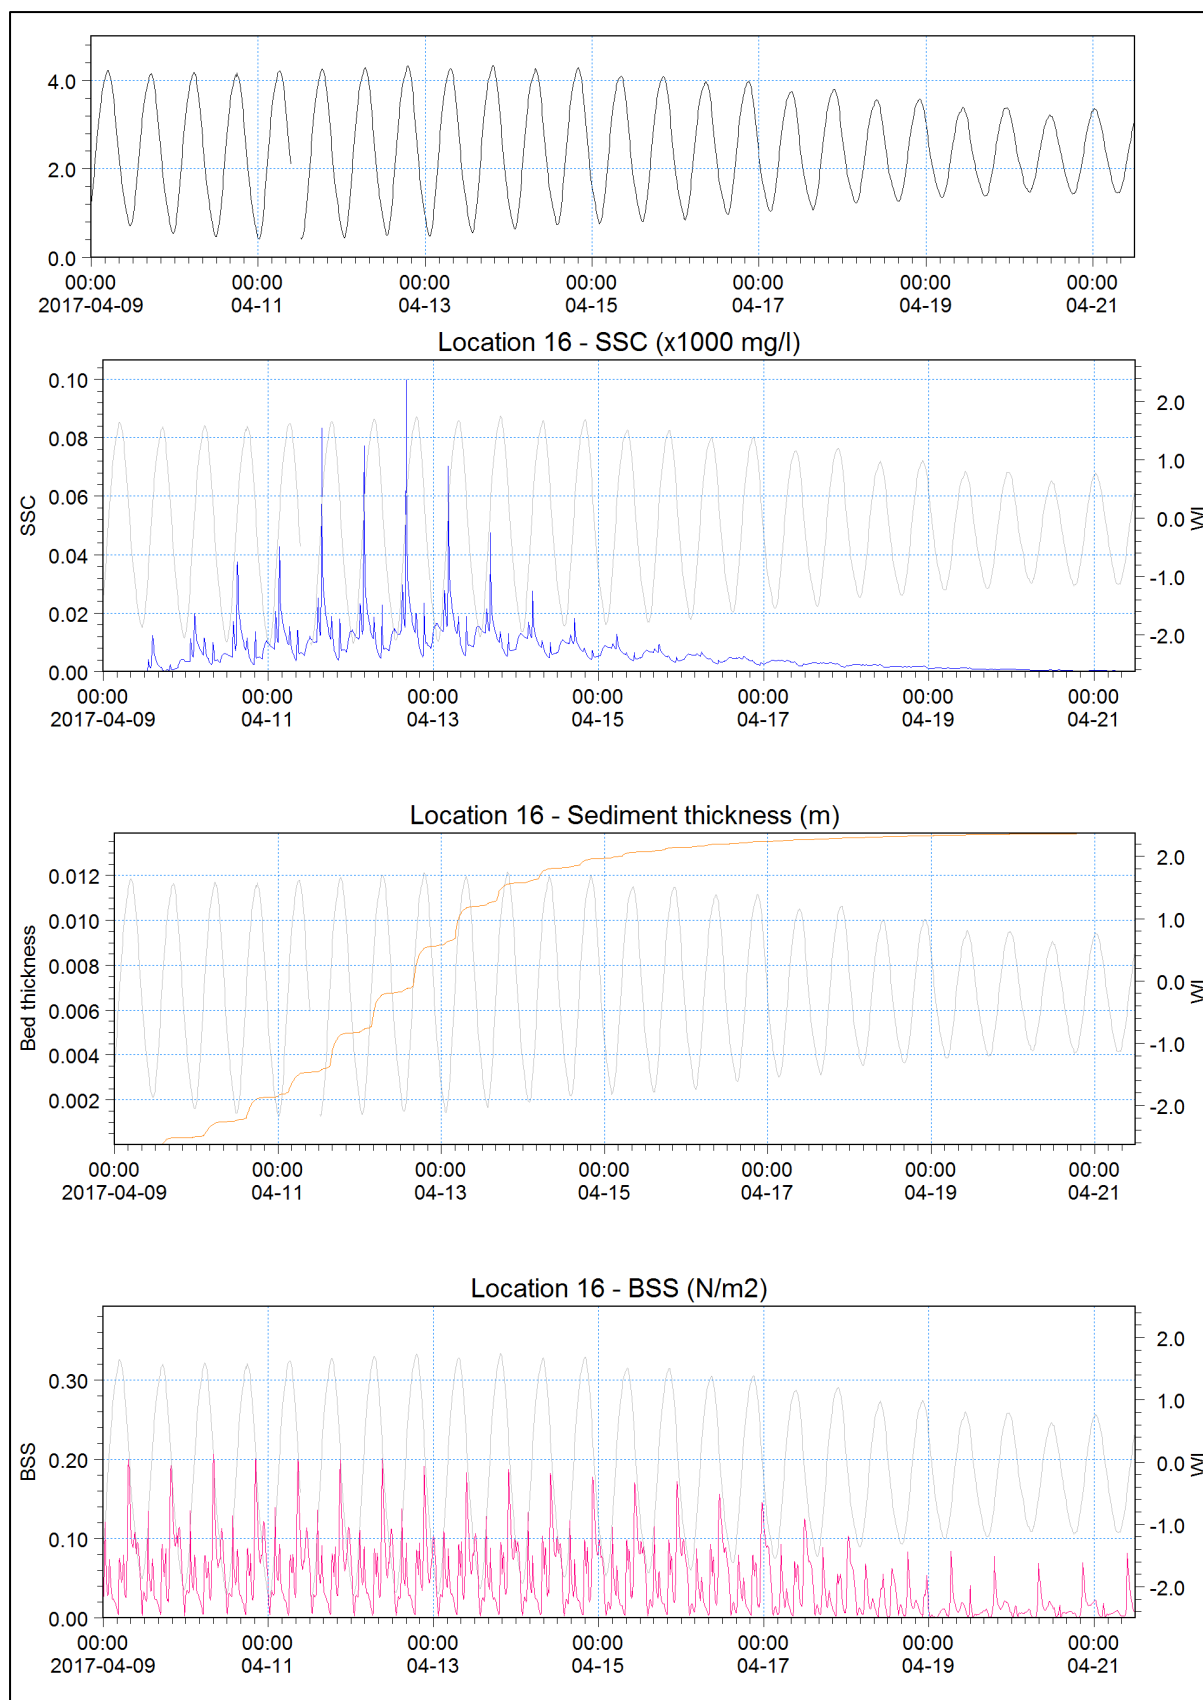 4.0
2.0
0.0
00:00 00:00 00:00 00:00 00:00 00:00 00:00
2017-04-09 04-11 04-13 04-15 04-17 04-19 04-21
Location 16 - SSC (x1000 mg/l)
0.10
0.08
0.06
0.04
0.02
0.00
SSC
2.0
1.0
0.0
-1.0
-2.0
WL
00:00 00:00 00:00 00:00 00:00 00:00 00:00
2017-04-09 04-11 04-13 04-15 04-17 04-19 04-21
Location 16 - Sediment thickness (m)
0.012
0.010
0.008
0.006
0.004
0.002
Bed thickness
2.0
1.0
0.0
-1.0
-2.0
WL
00:00 00:00 00:00 00:00 00:00 00:00 00:00
2017-04-09 04-11 04-13 04-15 04-17 04-19 04-21
Location 16 - BSS (N/m2)
0.30
0.20
0.10
0.00
BSS
2.0
1.0
0.0
-1.0
-2.0
WL
00:00 00:00 00:00 00:00 00:00 00:00 00:00
2017-04-09 04-11 04-13 04-15 04-17 04-19 04-21